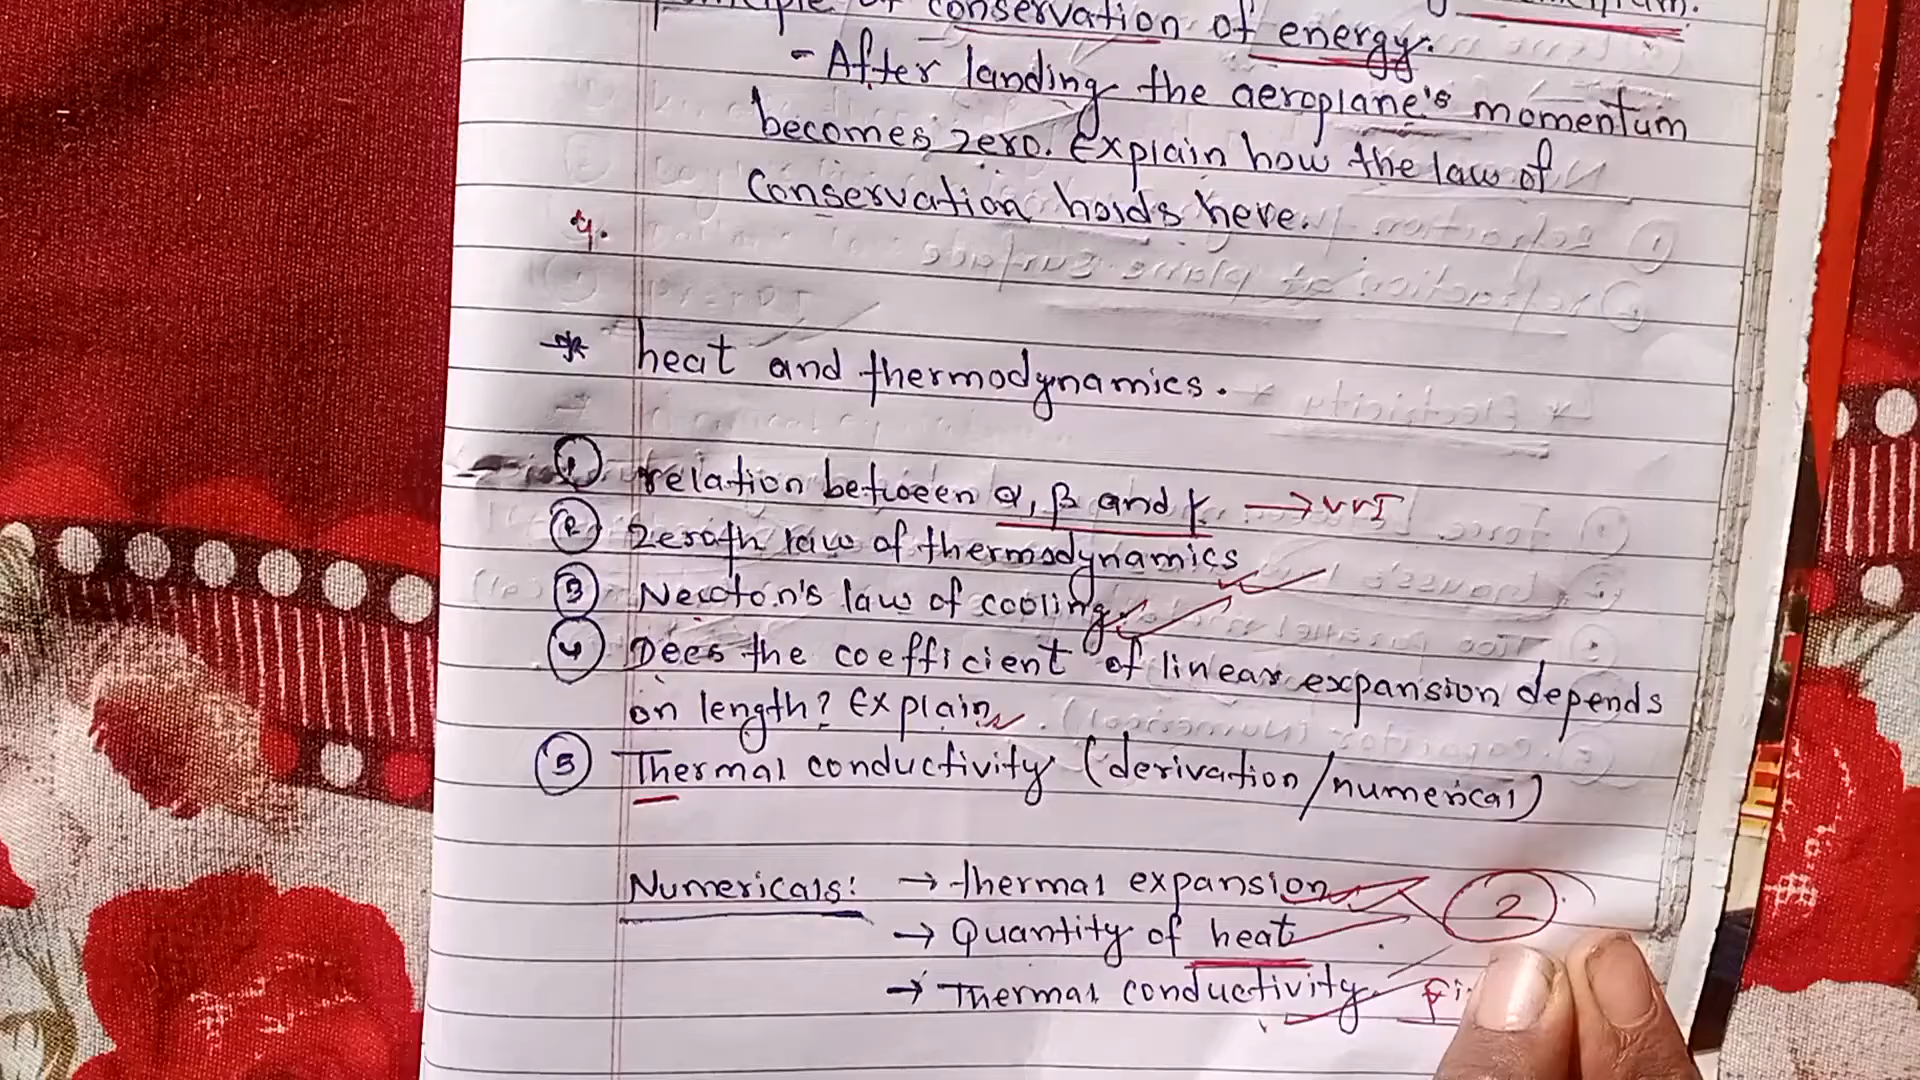 principle of conservation of energy.
- After landing the aeroplane's momentum
becomes zero. Explain how the law of
Conservation holds here.
4.
* heat and thermodynamics.
① relation between α, β and γ → VVI
② Zeroth law of thermodynamics
③ Newton's law of cooling
④ Does the coefficient of linear expansion depends
on length? Explain
⑤ Thermal conductivity (derivation/numerical)
Numericals: → thermal expansion
2
→ Quantity of heat
→ Thermal conductivity